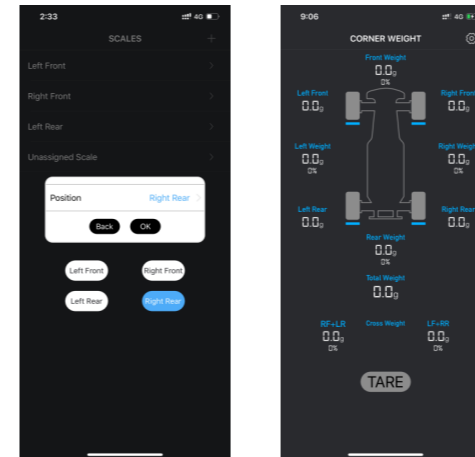 2:33
4G
SCALES
Left Front
Right Front
Left Rear
Unassigned Scale
Position Right Rear
Back OK
Left Front Right Front
Left Rear Right Rear
9:06
4G
CORNER WEIGHT
Front Weight
0.0g
0%
Left Front Right Front
0.0g 0.0g
Left Weight Right Weight
0.0g 0.0g
0% 0%
Left Rear Right Rear
0.0g 0.0g
Rear Weight
0.0g
0%
Total Weight
0.0g
RF+LR Cross Weight LF+RR
0.0g 0.0g
0% 0%
TARE